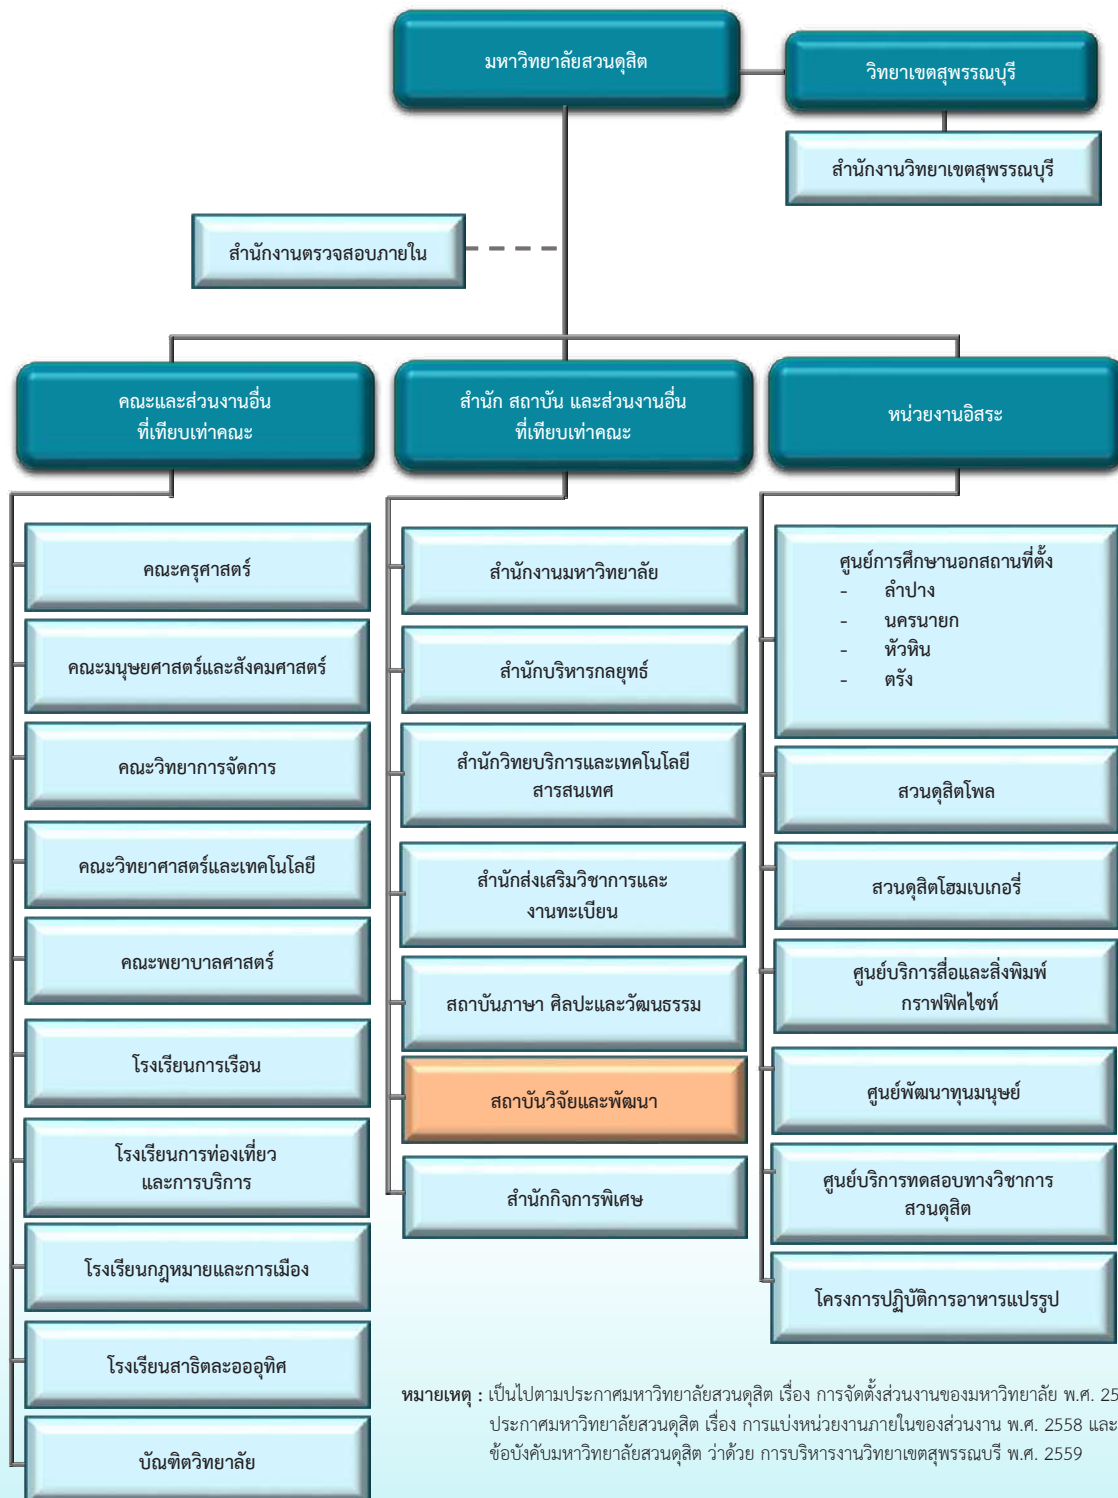 มหาวิทยาลัยสวนดุสิต
วิทยาเขตสุพรรณบุรี
สำนักงานวิทยาเขตสุพรรณบุรี
สำนักงานตรวจสอบภายใน
คณะและส่วนงานอื่น
ที่เทียบเท่าคณะ
คณะครุศาสตร์
คณะมนุษยศาสตร์และสังคมศาสตร์
คณะวิทยาการจัดการ
คณะวิทยาศาสตร์และเทคโนโลยี
คณะพยาบาลศาสตร์
โรงเรียนการเรือน
โรงเรียนการท่องเที่ยว
และการบริการ
โรงเรียนกฎหมายและการเมือง
โรงเรียนสาธิตละอออุทิศ
บัณฑิตวิทยาลัย
สำนัก สถาบัน และส่วนงานอื่น
ที่เทียบเท่าคณะ
สำนักงานมหาวิทยาลัย
สำนักบริหารกลยุทธ์
สำนักวิทยบริการและเทคโนโลยี
สารสนเทศ
สำนักส่งเสริมวิชาการและ
งานทะเบียน
สถาบันภาษา ศิลปะและวัฒนธรรม
สถาบันวิจัยและพัฒนา
สำนักกิจการพิเศษ
หน่วยงานอิสระ
ศูนย์การศึกษานอกสถานที่ตั้ง
- ลำปาง
- นครนายก
- หัวหิน
- ตรัง
สวนดุสิตโพล
สวนดุสิตโฮมเบเกอรี่
ศูนย์บริการสื่อและสิ่งพิมพ์
กราฟฟิคไซท์
ศูนย์พัฒนาทุนมนุษย์
ศูนย์บริการทดสอบทางวิชาการ
สวนดุสิต
โครงการปฏิบัติการอาหารแปรรูป
หมายเหตุ : เป็นไปตามประกาศมหาวิทยาลัยสวนดุสิต เรื่อง การจัดตั้งส่วนงานของมหาวิทยาลัย พ.ศ. 25
ประกาศมหาวิทยาลัยสวนดุสิต เรื่อง การแบ่งหน่วยงานภายในของส่วนงาน พ.ศ. 2558 และ
ข้อบังคับมหาวิทยาลัยสวนดุสิต ว่าด้วย การบริหารงานวิทยาเขตสุพรรณบรี พ.ศ. 2559